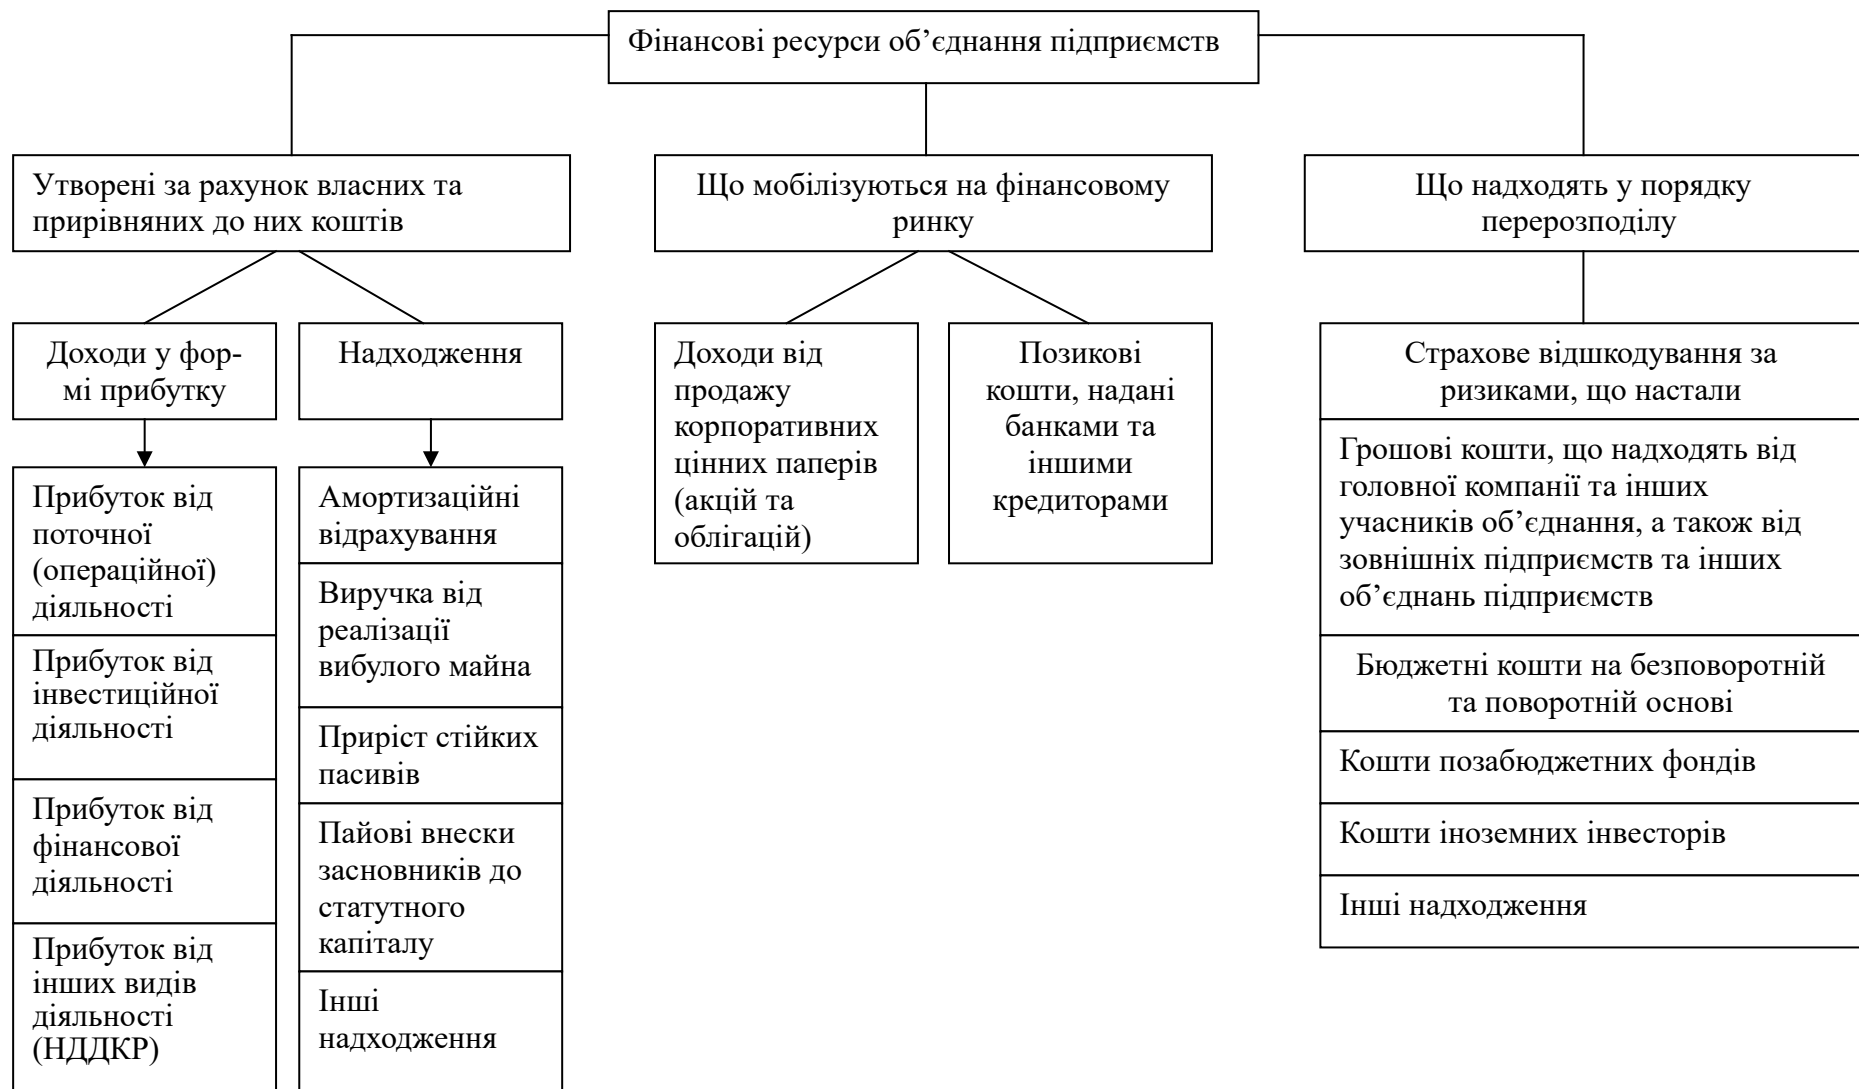 Фінансові ресурси об’єднання підприємств
Утворені за рахунок власних та
прирівняних до них коштів
Що мобілізуються на фінансовому
ринку
Що надходять у порядку
перерозподілу
Доходи у фор-
мі прибутку
Надходження
Доходи від
продажу
корпоративних
цінних паперів
(акцій та
облігацій)
Позикові
кошти, надані
банками та
іншими
кредиторами
Страхове відшкодування за
ризиками, що настали
Грошові кошти, що надходять від
головної компанії та інших
учасників об’єднання, а також від
зовнішніх підприємств та інших
об’єднань підприємств
Бюджетні кошти на безповоротній
та поворотній основі
Кошти позабюджетних фондів
Кошти іноземних інвесторів
Інші надходження
Прибуток від
поточної
(операційної)
діяльності
Прибуток від
інвестиційної
діяльності
Прибуток від
фінансової
діяльності
Прибуток від
інших видів
діяльності
(НДДКР)
Амортизаційні
відрахування
Виручка від
реалізації
вибулого майна
Приріст стійких
пасивів
Пайові внески
засновників до
статутного
капіталу
Інші
надходження